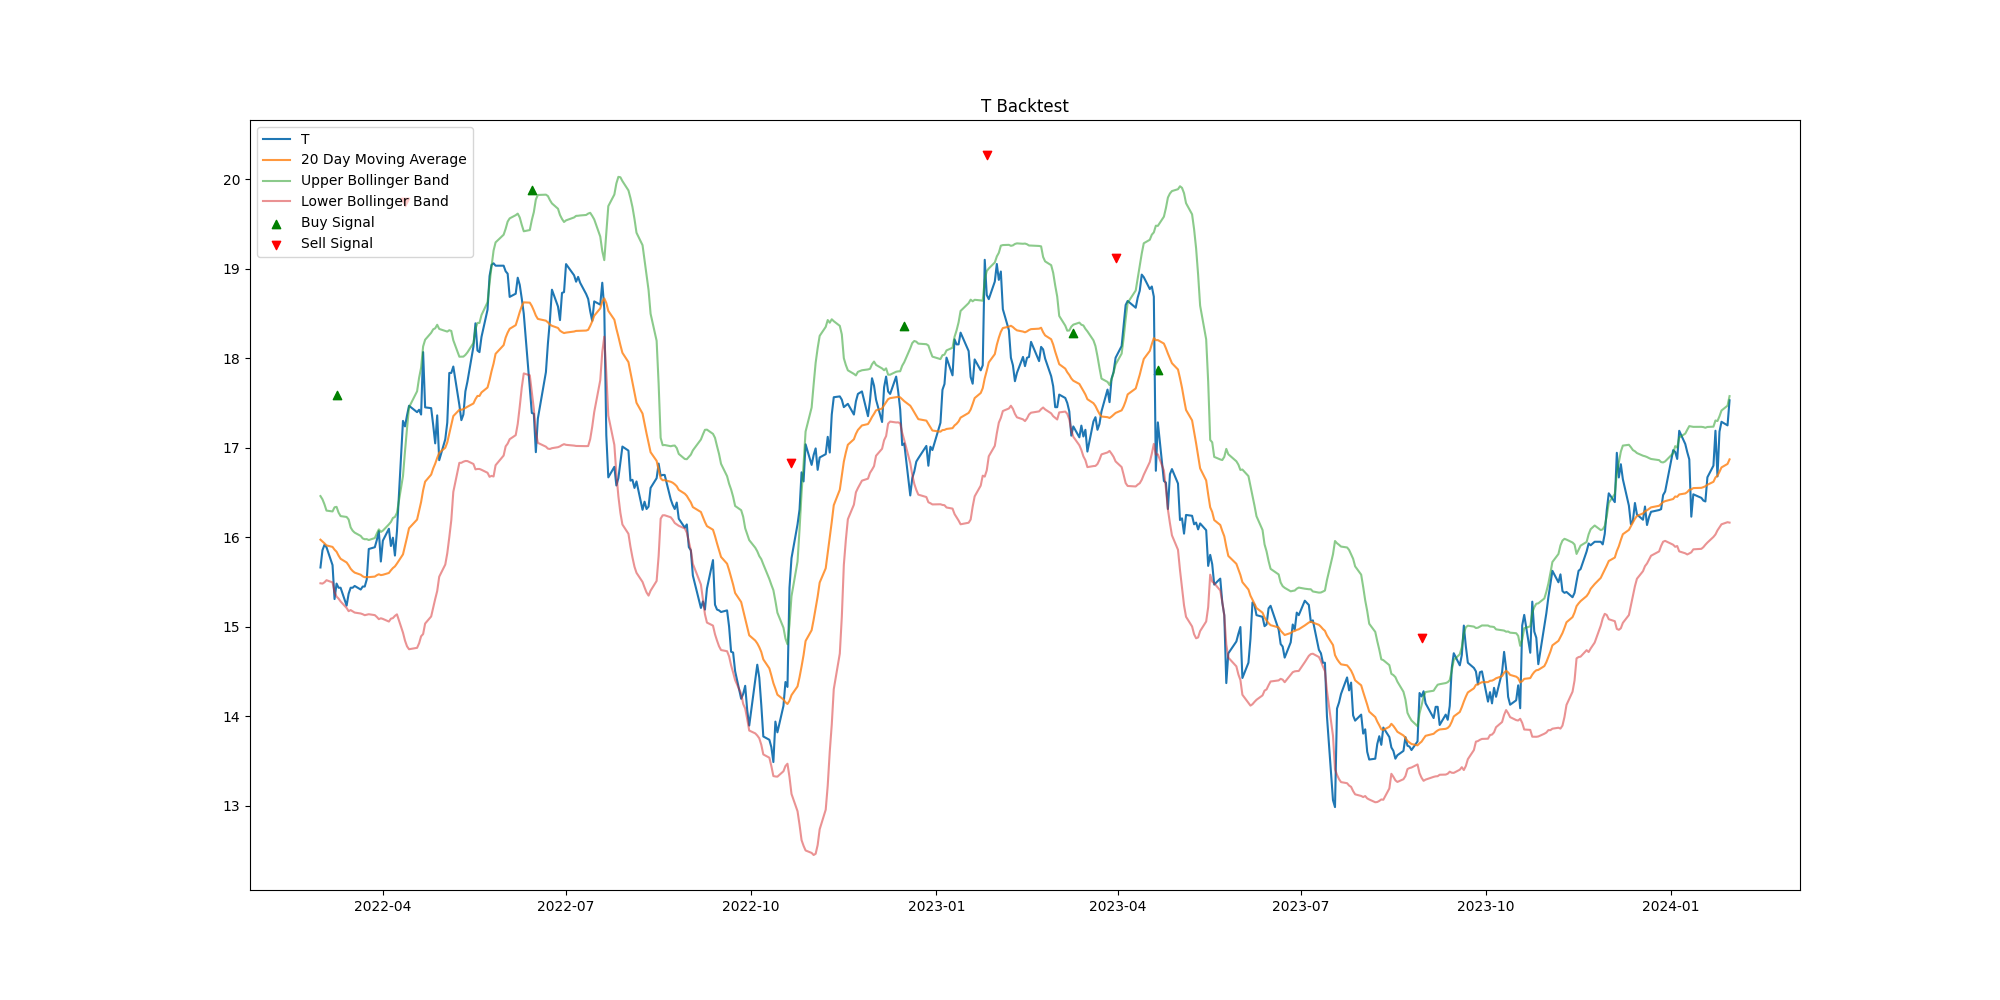 T Backtest
T
20 Day Moving Average
Upper Bollinger Band
Lower Bollinger Band
Buy Signal
Sell Signal
20
19
18
17
16
15
14
13
2022-04 2022-07 2022-10 2023-01 2023-04 2023-07 2023-10 2024-01